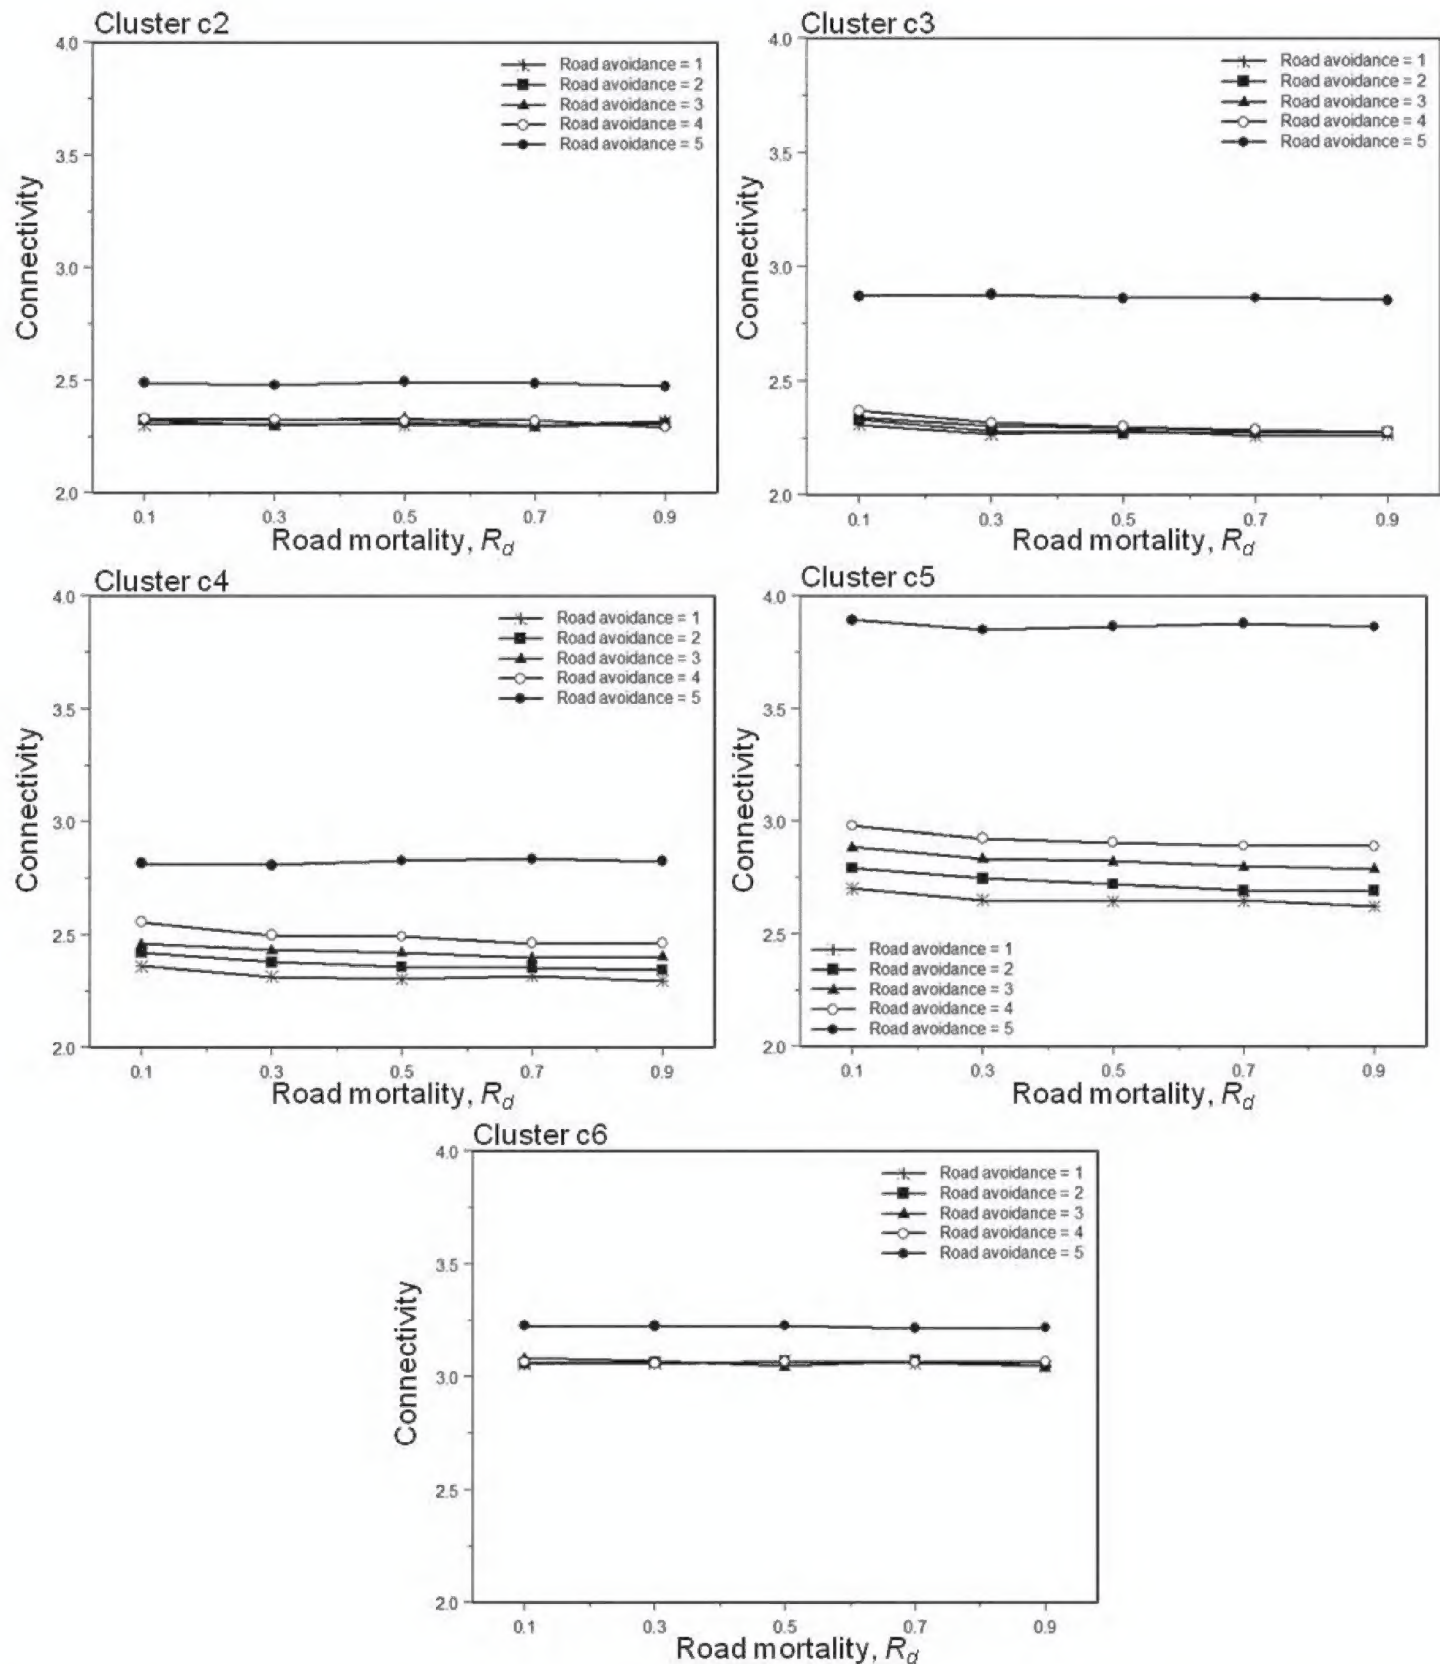 Cluster c2
4.0
3.5
3.0
2.5
2.0
Connectivity
Road avoidance = 1
Road avoidance = 2
Road avoidance = 3
Road avoidance = 4
Road avoidance = 5
0.1 0.3 0.5 0.7 0.9
Road mortality, R_d
Cluster c3
4.0
3.5
3.0
2.5
2.0
Connectivity
Road avoidance = 1
Road avoidance = 2
Road avoidance = 3
Road avoidance = 4
Road avoidance = 5
0.1 0.3 0.5 0.7 0.9
Road mortality, R_d
Cluster c4
4.0
3.5
3.0
2.5
2.0
Connectivity
Road avoidance = 1
Road avoidance = 2
Road avoidance = 3
Road avoidance = 4
Road avoidance = 5
0.1 0.3 0.5 0.7 0.9
Road mortality, R_d
Cluster c5
4.0
3.5
3.0
2.5
2.0
Connectivity
Road avoidance = 1
Road avoidance = 2
Road avoidance = 3
Road avoidance = 4
Road avoidance = 5
0.1 0.3 0.5 0.7 0.9
Road mortality, R_d
Cluster c6
4.0
3.5
3.0
2.5
2.0
Connectivity
Road avoidance = 1
Road avoidance = 2
Road avoidance = 3
Road avoidance = 4
Road avoidance = 5
0.1 0.3 0.5 0.7 0.9
Road mortality, R_d